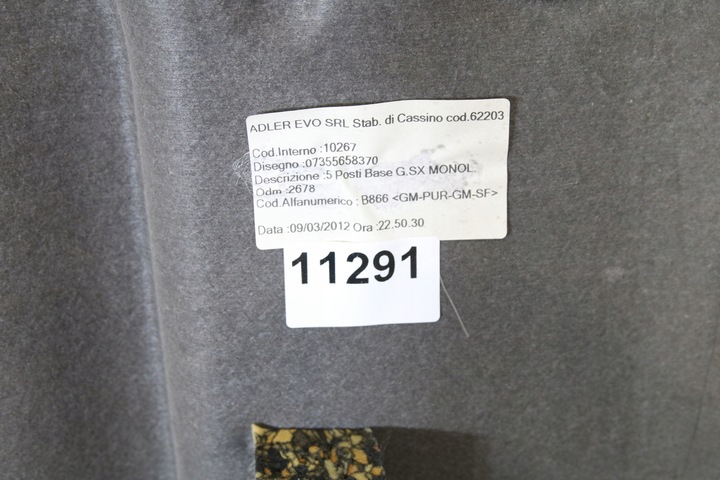 ADLER EVO SRL Stab. di Cassino cod.62203
Cod.Interno :10267
Disegno :07355658370
Descrizione :5 Posti Base G.SX MONOL.
Odm :2678
Cod.Alfanumerico : B866 <GM-PUR-GM-SF>
Data :09/03/2012 Ora :22.50.30
11291